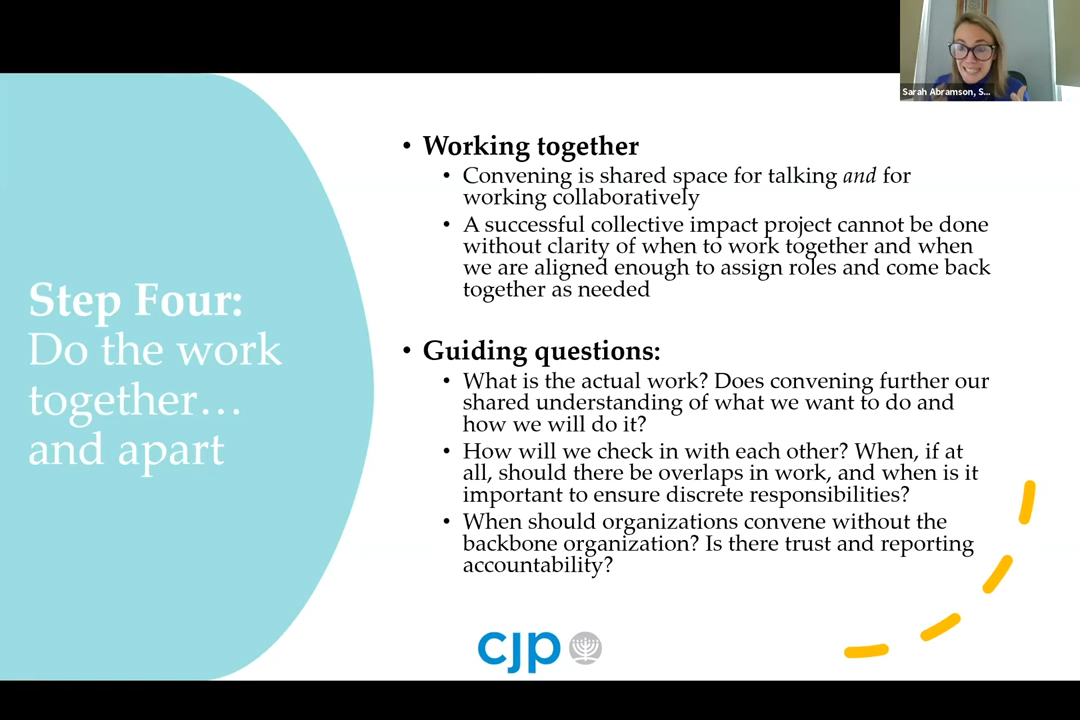 Sarah Abramson, S...
Step Four:
Do the work
together…
and apart
• Working together
• Convening is shared space for talking and for
working collaboratively
• A successful collective impact project cannot be done
without clarity of when to work together and when
we are aligned enough to assign roles and come back
together as needed
• Guiding questions:
• What is the actual work? Does convening further our
shared understanding of what we want to do and
how we will do it?
• How will we check in with each other? When, if at
all, should there be overlaps in work, and when is it
important to ensure discrete responsibilities?
• When should organizations convene without the
backbone organization? Is there trust and reporting
accountability?
cjp